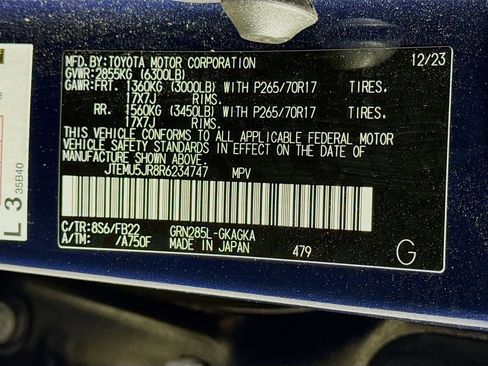 MFD. BY: TOYOTA MOTOR CORPORATION 12/23
GVWR: 2855KG (6300LB)
GAWR: FRT. 1360KG (3000LB) WITH P265/70R17 TIRES.
17X7J RIMS.
RR. 1560KG (3450LB) WITH P265/70R17 TIRES.
17X7J RIMS.
THIS VEHICLE CONFORMS TO ALL APPLICABLE FEDERAL MOTOR
VEHICLE SAFETY STANDARDS IN EFFECT ON THE DATE OF
MANUFACTURE SHOWN ABOVE.
JTEMU5JR8R6234747 MPV
C/TR: 8S6/FB22 GRN285L-GKAGKA
A/TM: /A750F MADE IN JAPAN 479 G
L 3 35B40